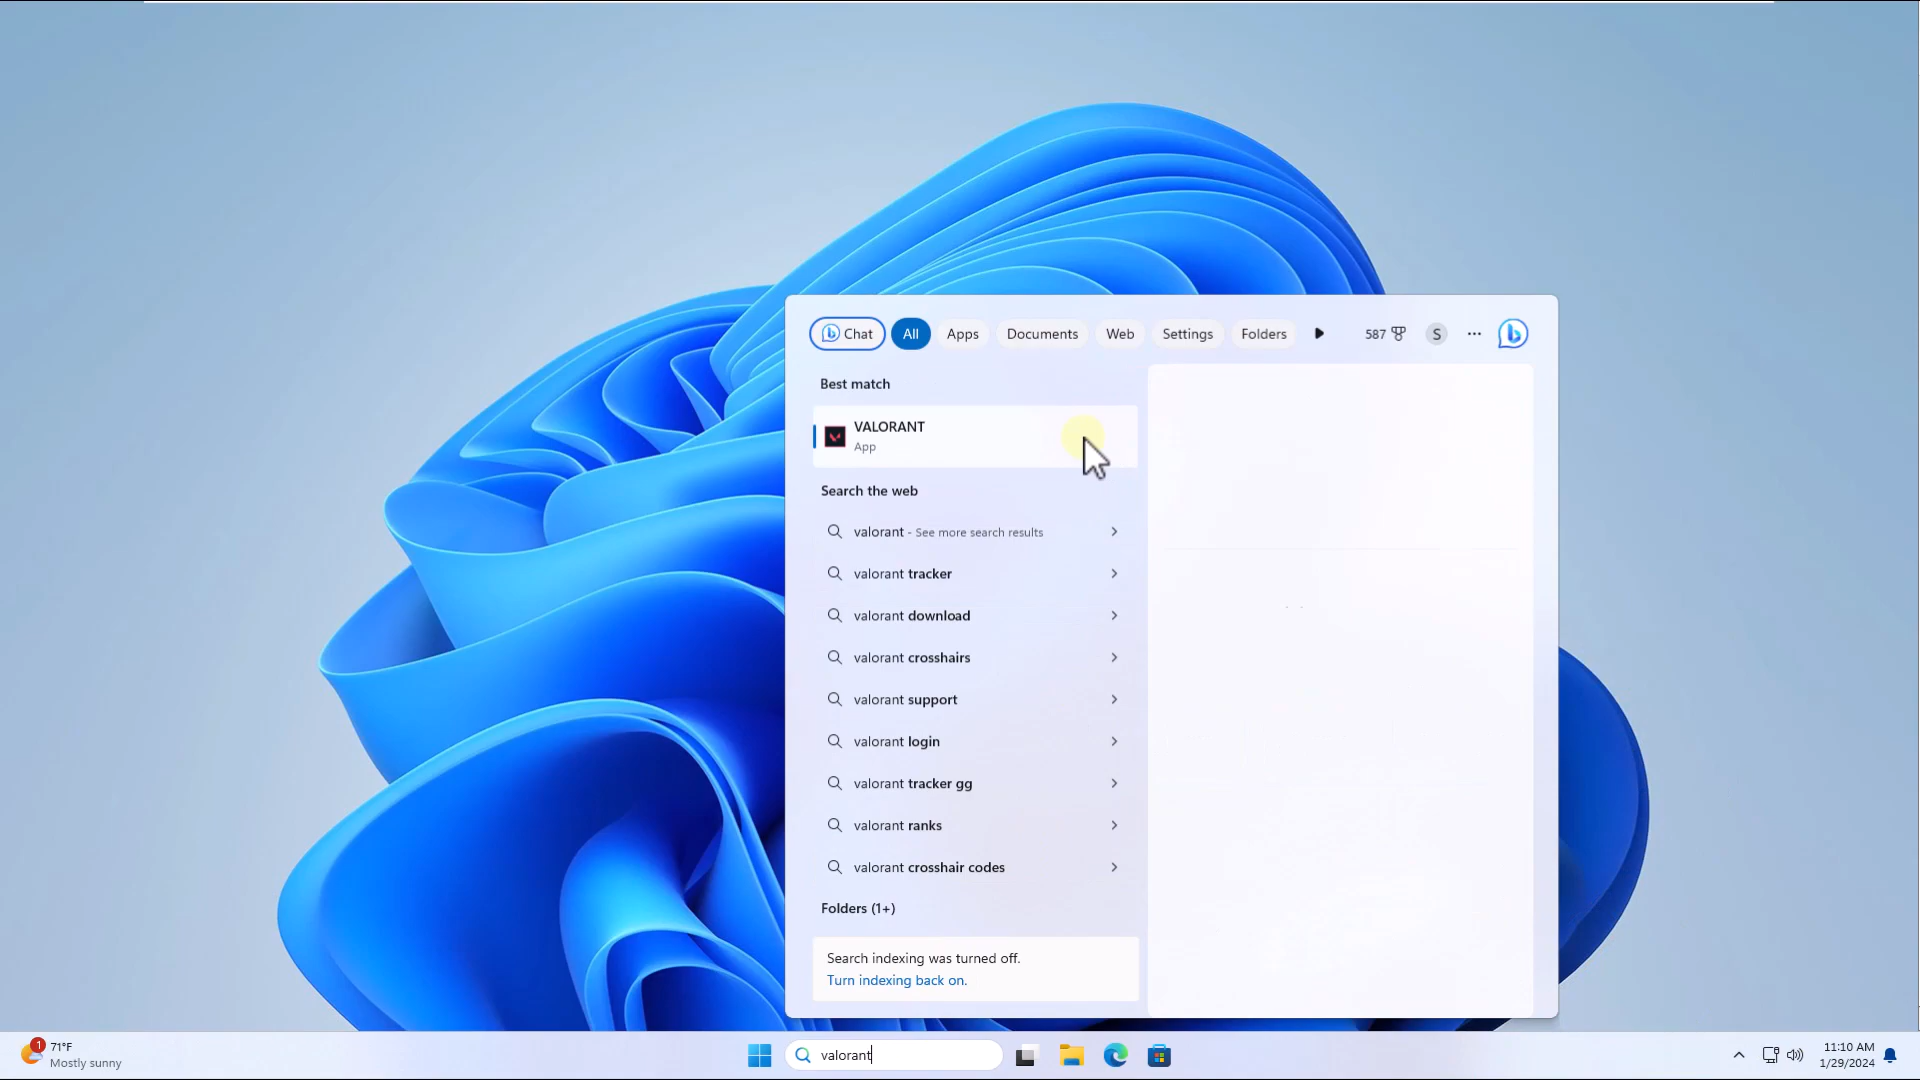 Chat All Apps Documents Web Settings Folders 587 S ...
Best match
VALORANT
App
Search the web
valorant - See more search results
valorant tracker
valorant download
valorant crosshairs
valorant support
valorant login
valorant tracker gg
valorant ranks
valorant crosshair codes
Folders (1+)
Search indexing was turned off.
Turn indexing back on.
1
71°F
Mostly sunny
valorant
11:10 AM
1/29/2024